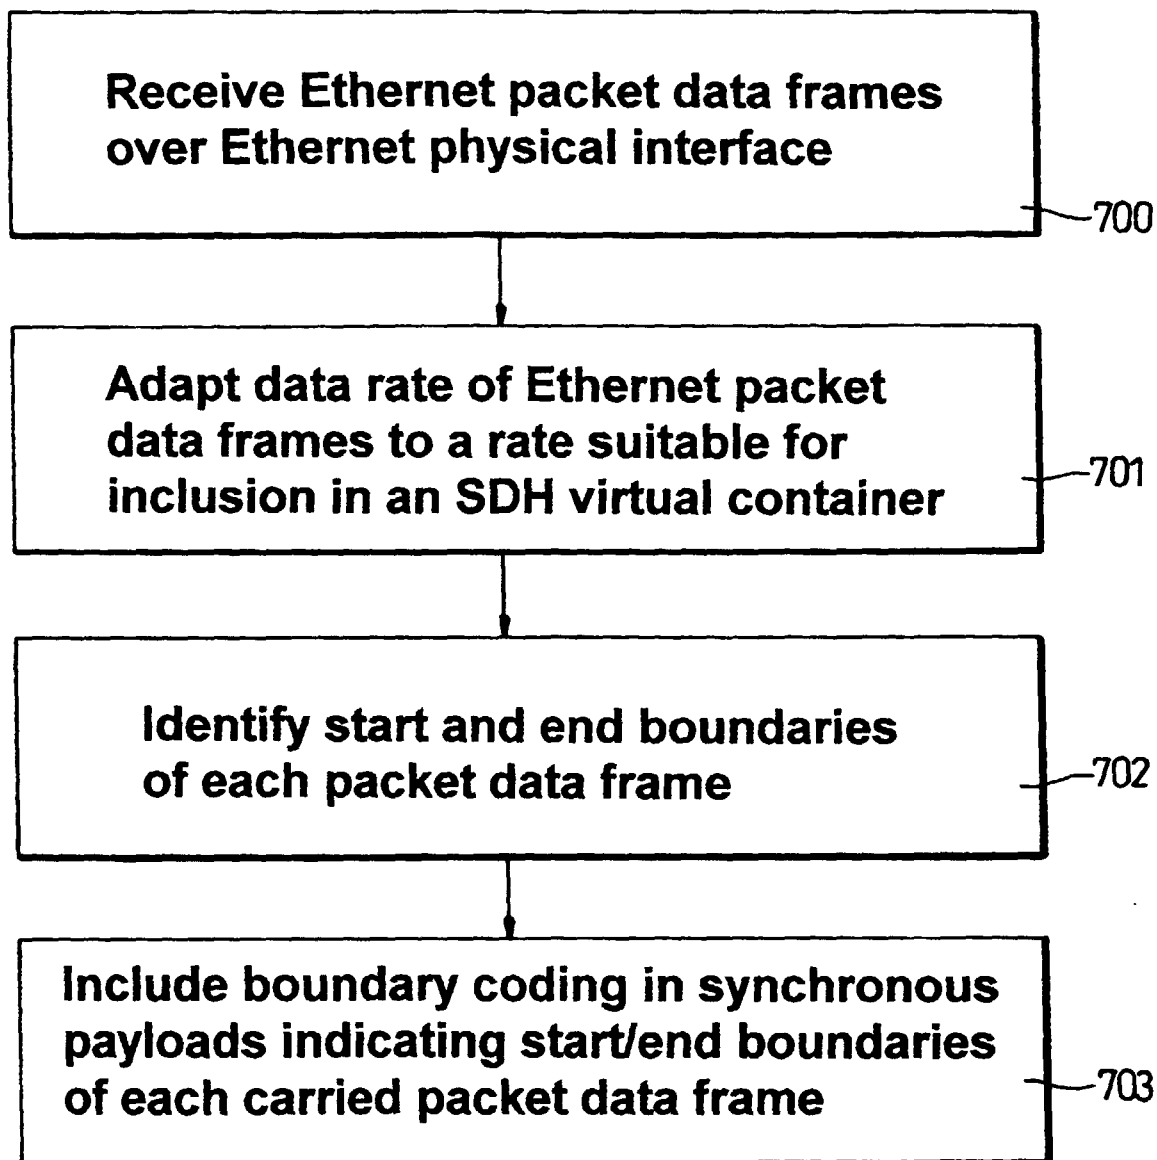 Receive Ethernet packet data frames
over Ethernet physical interface
700
Adapt data rate of Ethernet packet
data frames to a rate suitable for
inclusion in an SDH virtual container
701
Identify start and end boundaries
of each packet data frame
702
Include boundary coding in synchronous
payloads indicating start/end boundaries
of each carried packet data frame
703